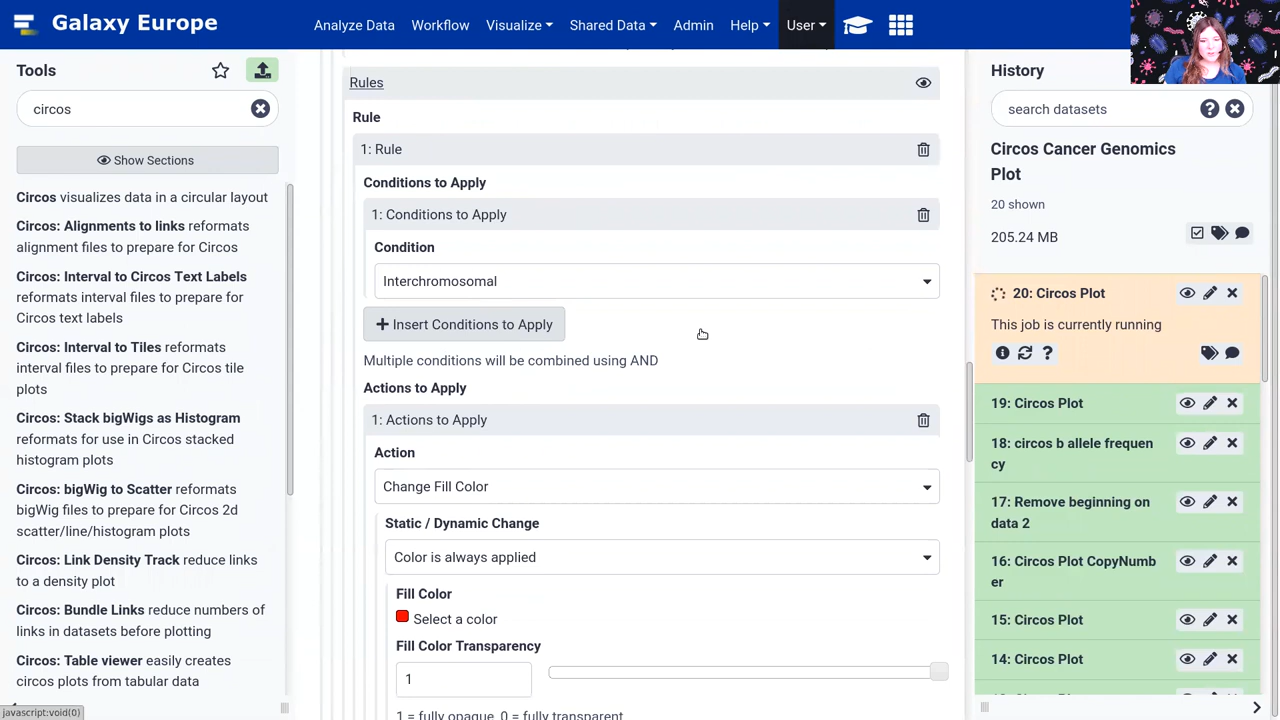 Galaxy Europe
Analyze Data
Workflow
Visualize
Shared Data
Admin
Help
User
Tools
circos
Show Sections
Circos visualizes data in a circular layout
Circos: Alignments to links reformats
alignment files to prepare for Circos
Circos: Interval to Circos Text Labels
reformats interval files to prepare for
Circos text labels
Circos: Interval to Tiles reformats
interval files to prepare for Circos tile
plots
Circos: Stack bigWigs as Histogram
reformats for use in Circos stacked
histogram plots
Circos: bigWig to Scatter reformats
bigWig files to prepare for Circos 2d
scatter/line/histogram plots
Circos: Link Density Track reduce links
to a density plot
Circos: Bundle Links reduce numbers of
links in datasets before plotting
Circos: Table viewer easily creates
circos plots from tabular data
javascript:void(0)
Rules
Rule
1: Rule
Conditions to Apply
1: Conditions to Apply
Condition
Interchromosomal
Insert Conditions to Apply
Multiple conditions will be combined using AND
Actions to Apply
1: Actions to Apply
Action
Change Fill Color
Static / Dynamic Change
Color is always applied
Fill Color
Select a color
Fill Color Transparency
1
1 = fully opaque, 0 = fully transparent
History
search datasets
Circos Cancer Genomics
Plot
20 shown
205.24 MB
20: Circos Plot
This job is currently running
19: Circos Plot
18: circos b allele frequen
cy
17: Remove beginning on
data 2
16: Circos Plot CopyNumb
er
15: Circos Plot
14: Circos Plot